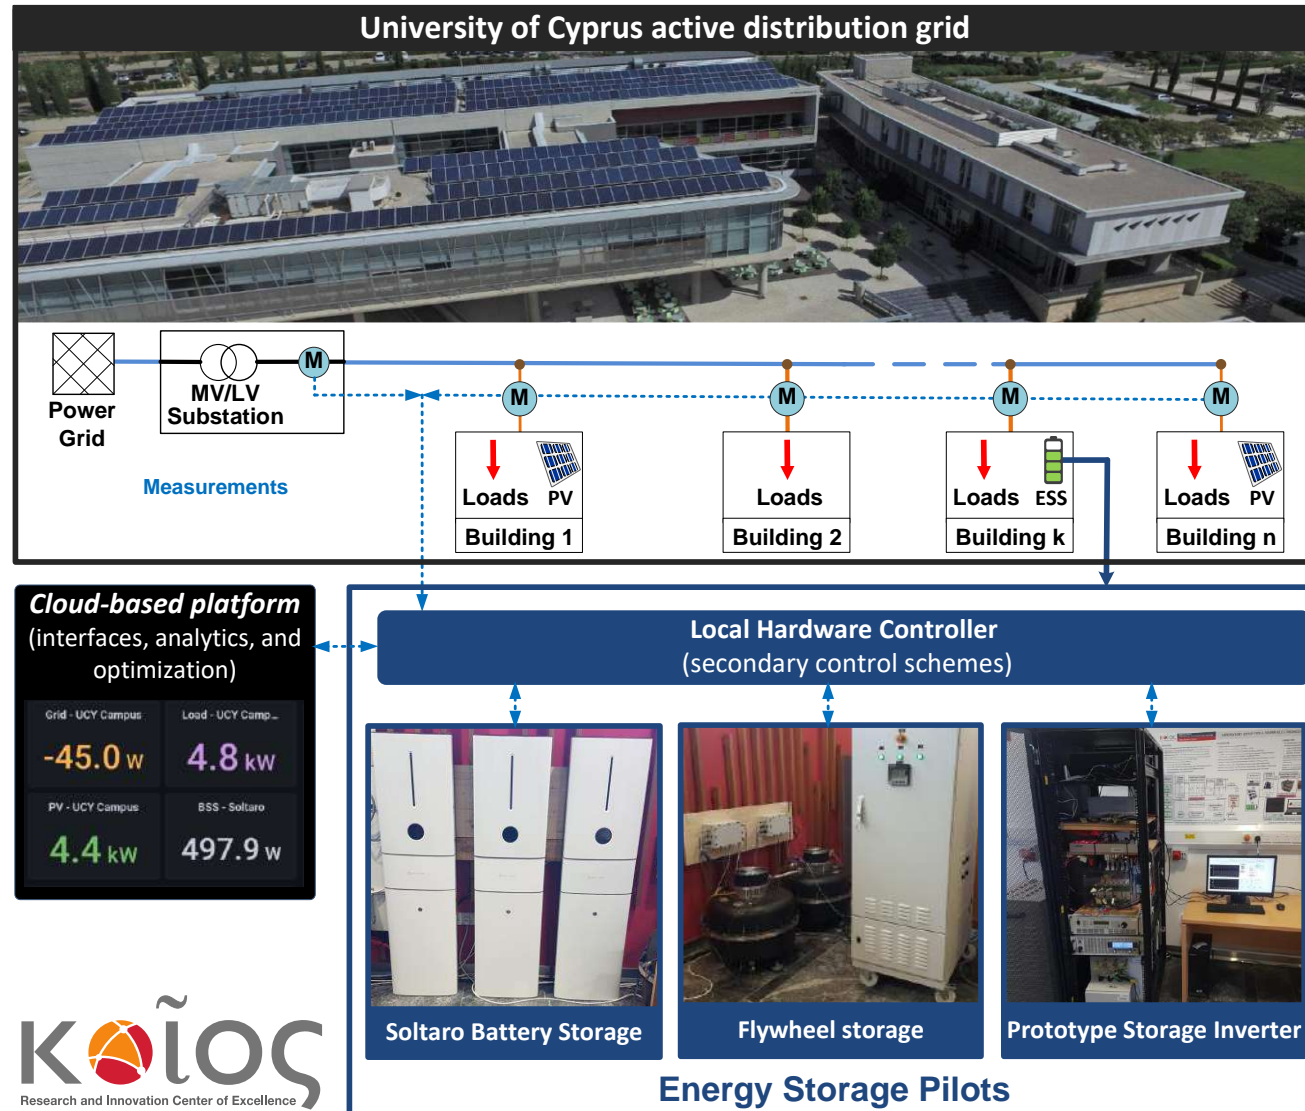 University of Cyprus active distribution grid
M
MV/LV
Substation
Power
Grid
M
M
M
M
Measurements
Loads PV
Loads
Loads ESS
Loads PV
Building 1
Building 2
Building k
Building n
Cloud-based platform
(interfaces, analytics, and
optimization)
Grid - UCY Campus
-45.0 W
Load - UCY Camp...
4.8 kW
PV - UCY Campus
4.4 kW
BSS - Soltaro
497.9 W
Local Hardware Controller
(secondary control schemes)
Soltaro Battery Storage
Flywheel storage
Prototype Storage Inverter
Energy Storage Pilots
κοῖος
Research and Innovation Center of Excellence